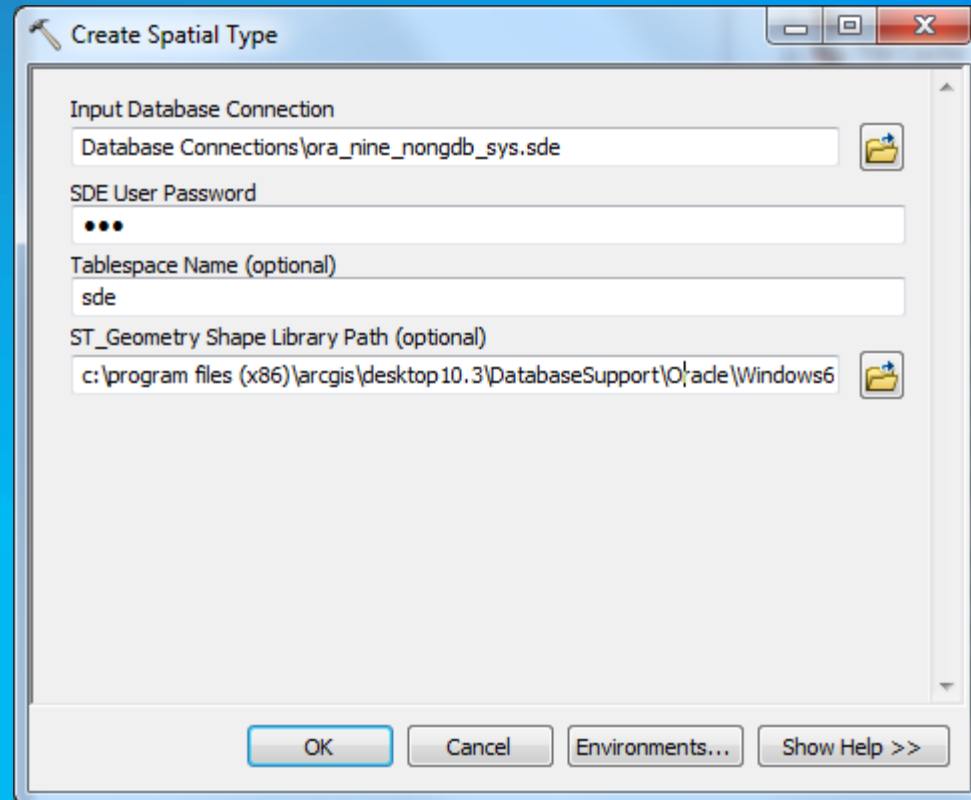 Create Spatial Type
Input Database Connection
Database Connections\ora_nine_nongdb_sys.sde
SDE User Password
•••
Tablespace Name (optional)
sde
ST_Geometry Shape Library Path (optional)
c:\program files (x86)\arcgis\desktop10.3\DatabaseSupport\Oracle\Windows6
OK
Cancel
Environments...
Show Help >>